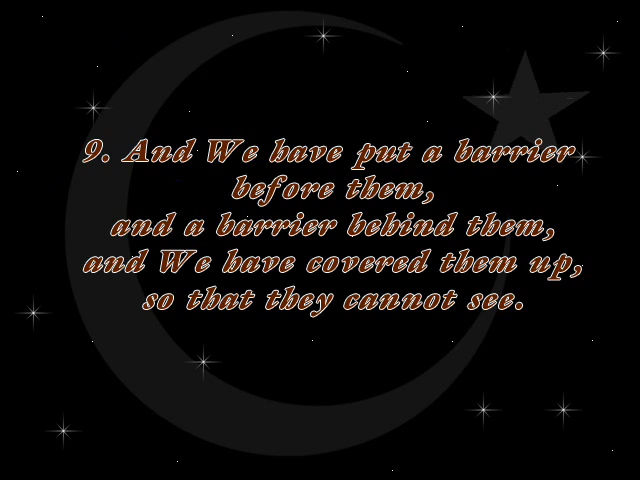 9. And We have put a barrier
before them,
and a barrier behind them,
and We have covered them up,
so that they cannot see.